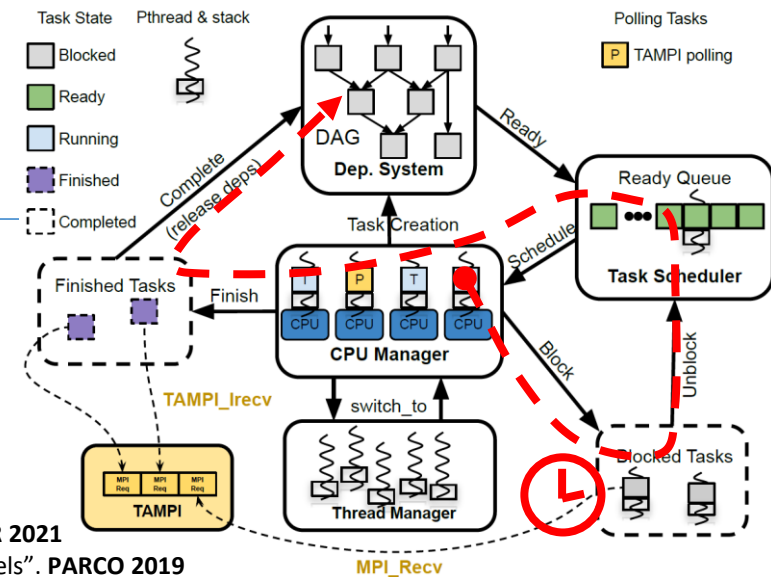 Task State
Pthread & stack
Blocked
Ready
Running
Finished
Completed
Polling Tasks
P
TAMPI polling
DAG
Dep. System
Complete
(release deps)
Ready
Ready Queue
Task Scheduler
Task Creation
Schedule
Finished Tasks
Finish
T P T
CPU CPU CPU CPU
CPU Manager
Block
Unblock
TAMPI_Irecv
switch_to
Blocked Tasks
MPI Req MPI Req MPI Req
TAMPI
Thread Manager
MPI_Recv
R 2021
els”. PARCO 2019